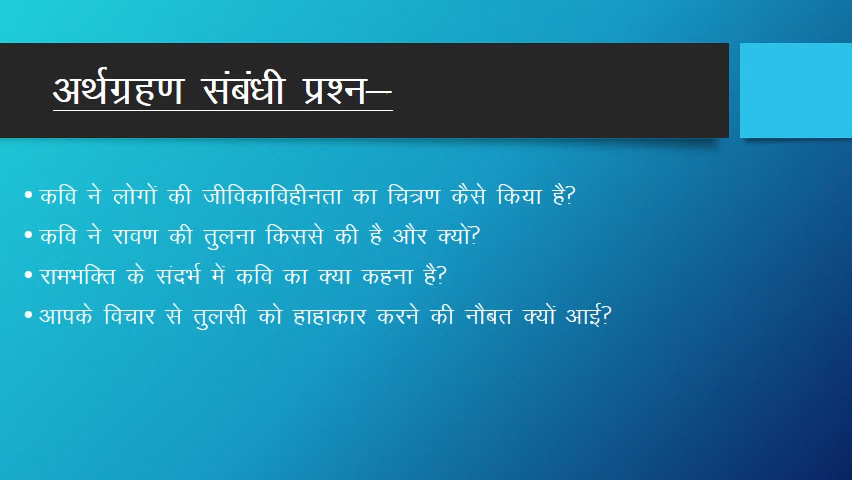 अर्थग्रहण संबंधी प्रश्न—
• कवि ने लोगों की जीविकाविहीनता का चित्रण कैसे किया है?
• कवि ने रावण की तुलना किससे की है और क्यों?
• रामभक्ति के संदर्भ में कवि का क्या कहना है?
• आपके विचार से तुलसी को हाहाकार करने की नौबत क्यों आई?